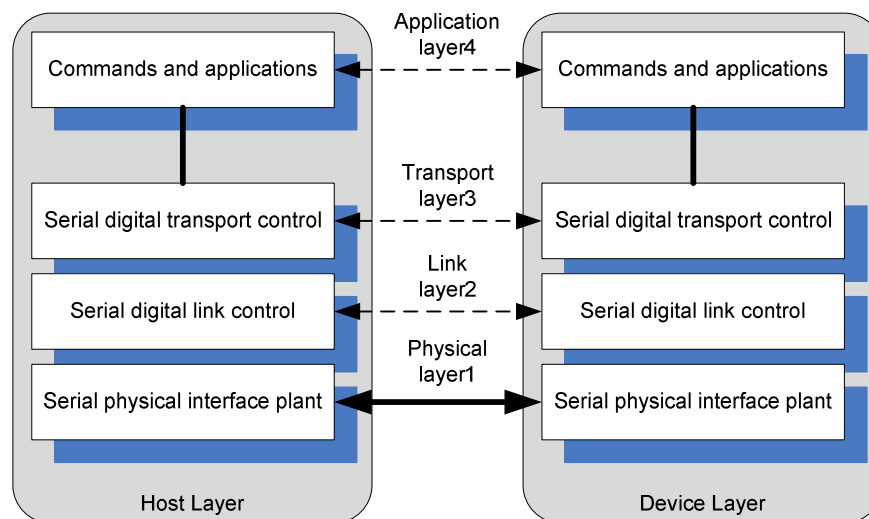 Application
layer4
Commands and applications
Commands and applications
Transport
layer3
Serial digital transport control
Serial digital transport control
Link
layer2
Serial digital link control
Serial digital link control
Physical
layer1
Serial physical interface plant
Serial physical interface plant
Host Layer
Device Layer